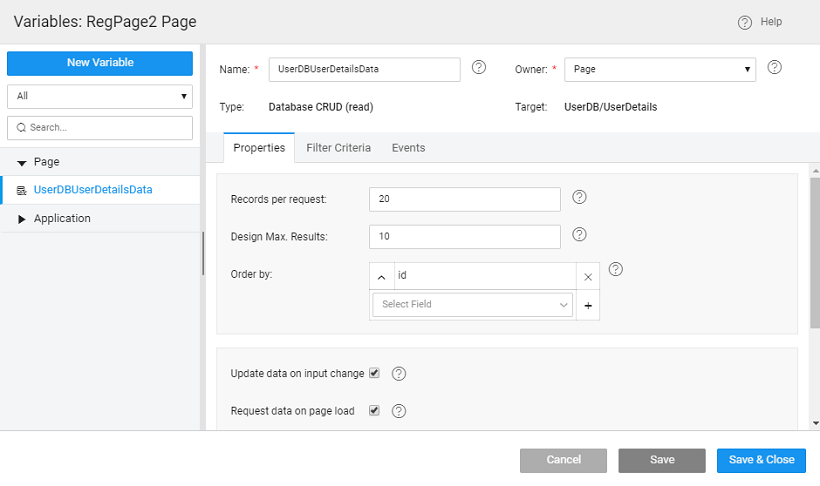 Variables: RegPage2 Page
Help
New Variable
All
Search...
Page
UserDBUserDetailsData
Application
Name: * UserDBUserDetailsData
Owner: * Page
Type: Database CRUD (read)
Target: UserDB/UserDetails
Properties Filter Criteria Events
Records per request: 20
Design Max. Results: 10
Order by: id
Select Field
Update data on input change
Request data on page load
Cancel Save Save & Close